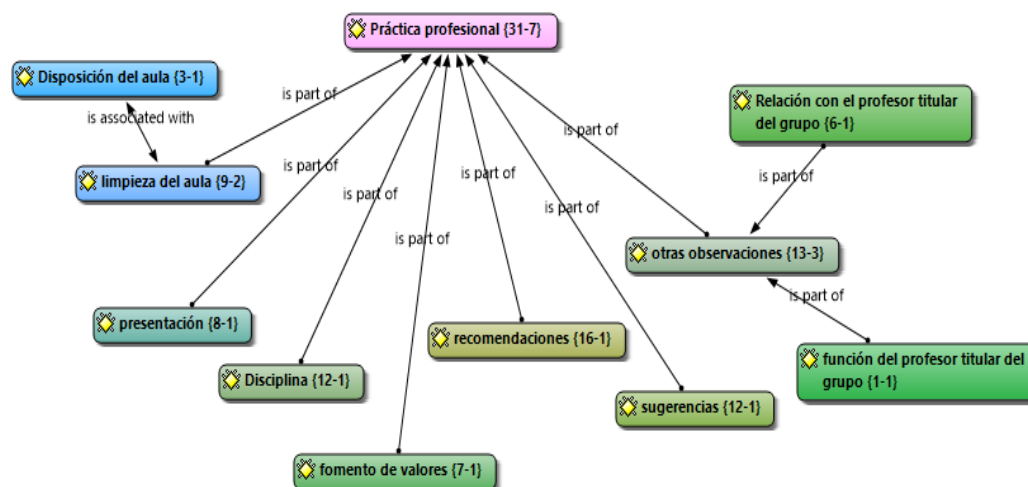 Práctica profesional {31-7}
Disposición del aula {3-1}
is part of
Relación con el profesor titular
del grupo {6-1}
is associated with
is part of
limpieza del aula {9-2}
is part of
is part of
is part of
is part of
is part of
otras observaciones {13-3}
is part of
presentación {8-1}
recomendaciones {16-1}
función del profesor titular del
grupo {1-1}
Disciplina {12-1}
sugerencias {12-1}
fomento de valores {7-1}